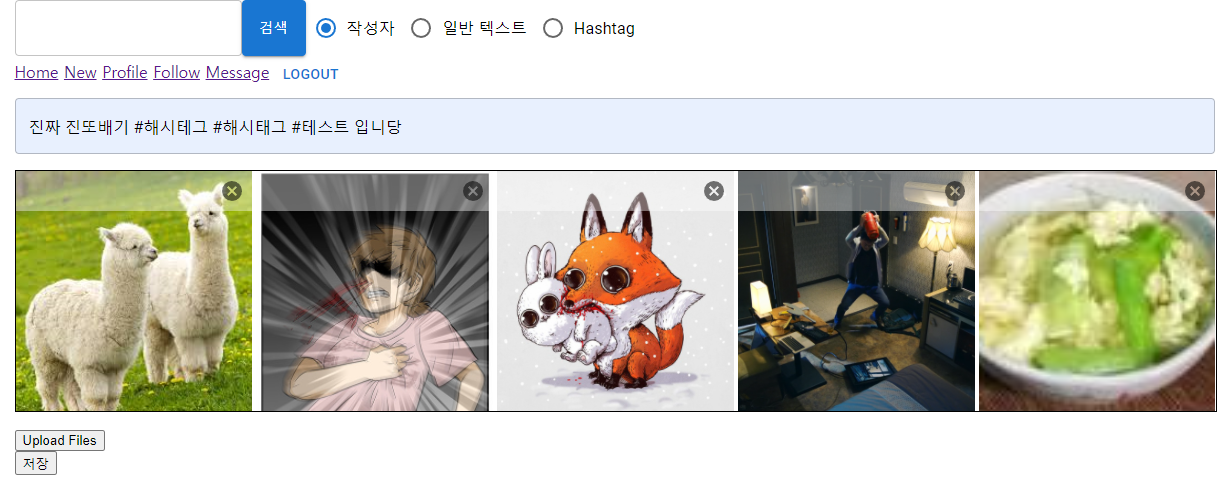 검색 작성자 일반 텍스트 Hashtag
Home New Profile Follow Message LOGOUT
진짜 진또배기 #해시테그 #해시태그 #테스트 입니당
Upload Files
저장